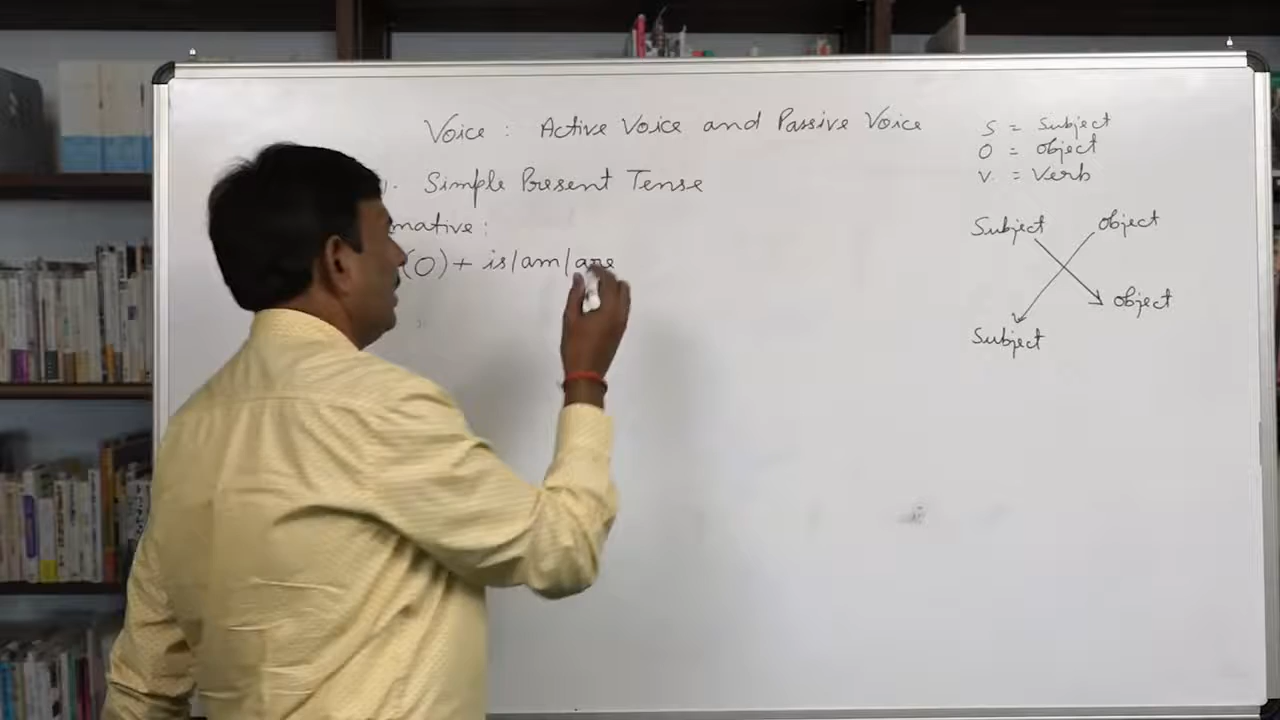 Voice : Active Voice and Passive Voice
1. Simple Present Tense
mative :
(O) + is/am/are
S = Subject
O = object
V = Verb
Subject object
object
Subject